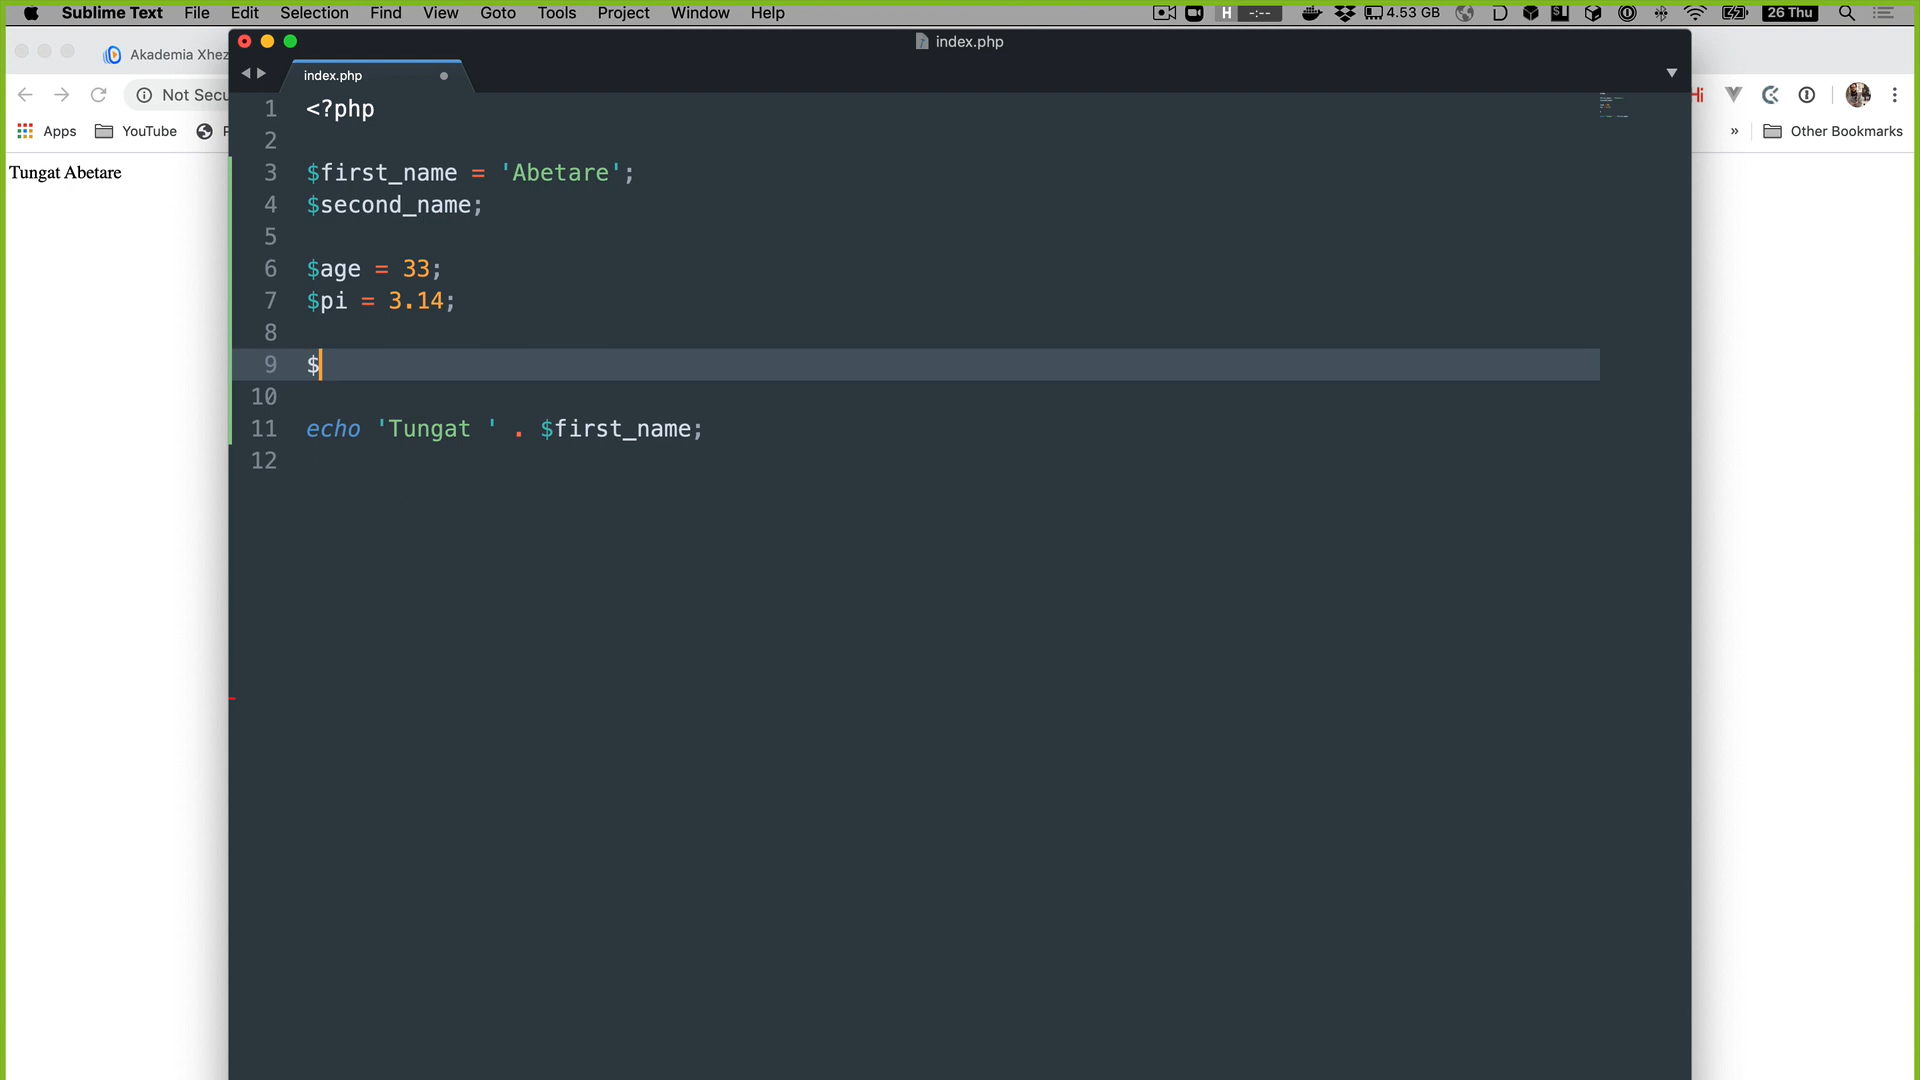 Sublime Text File Edit Selection Find View Goto Tools Project Window Help H -:-- 4.53 GB 26 Thu
Akademia Xhez
index.php
index.php
Not Secu
Apps YouTube
Other Bookmarks
Tungat Abetare
1 <?php
2
3 $first_name = 'Abetare';
4 $second_name;
5
6 $age = 33;
7 $pi = 3.14;
8
9 $
10
11 echo 'Tungat ' . $first_name;
12